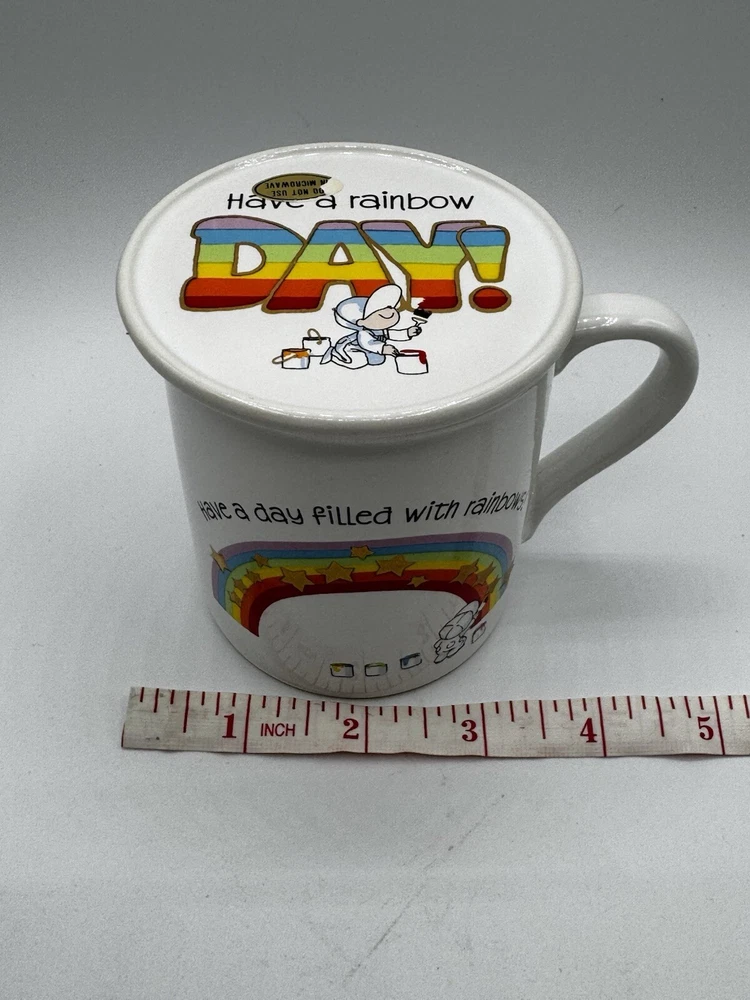 DO NOT USE
IN MICROWAVE
Have a rainbow
DAY!
Have a day filled with rainbows!
1 INCH 2 3 4 5